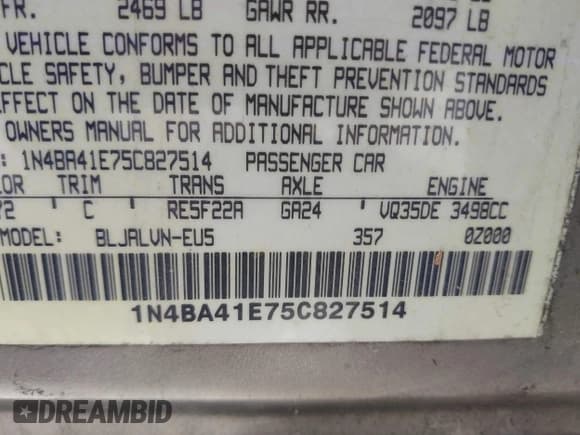 FR. 2469 LB GAWR RR. 2097 LB
VEHICLE CONFORMS TO ALL APPLICABLE FEDERAL MOTOR
CLE SAFETY, BUMPER AND THEFT PREVENTION STANDARDS
EFFECT ON THE DATE OF MANUFACTURE SHOWN ABOVE.
OWNERS MANUAL FOR ADDITIONAL INFORMATION.
: 1N4BA41E75C827514 PASSENGER CAR
LOR TRIM TRANS AXLE ENGINE
Y2 C RE5F22A GA24 VQ35DE 3498CC
MODEL: BLJALVN-EU5 357 0Z000
1N4BA41E75C827514
DREAMBID